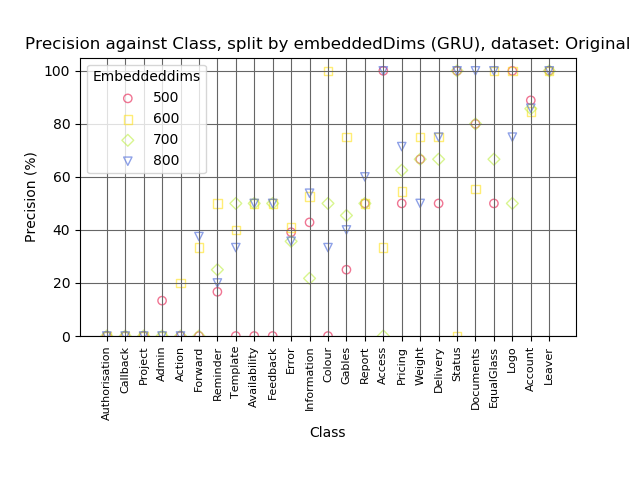 Precision against Class, split by embeddedDims (GRU), dataset: Original
Embeddeddims
500
600
700
800
Precision (%)
100
80
60
40
20
0
Authorisation
Callback
Project
Admin
Action
Forward
Reminder
Template
Availability
Feedback
Error
Information
Colour
Gables
Report
Access
Pricing
Weight
Delivery
Status
Documents
EqualGlass
Logo
Account
Leaver
Class